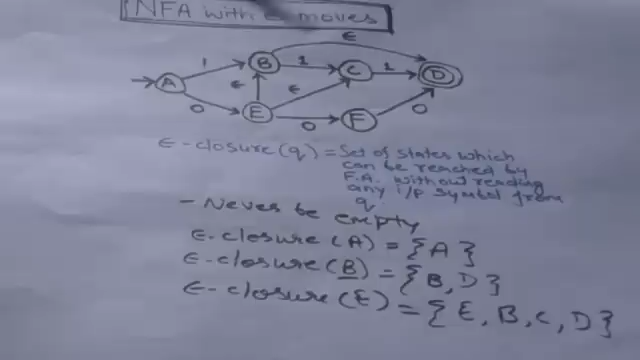 NFA with ε moves
ε
1
B
1
C
1
D
A
ε
ε
0
E
0
F
0
ε-closure(q) = Set of states which
can be reached by
F.A. without reading
any i/p symbol from
q
- Never be empty
ε-closure(A) = {A}
ε-closure(B) = {B, D}
ε-closure(E) = {E, B, C, D}